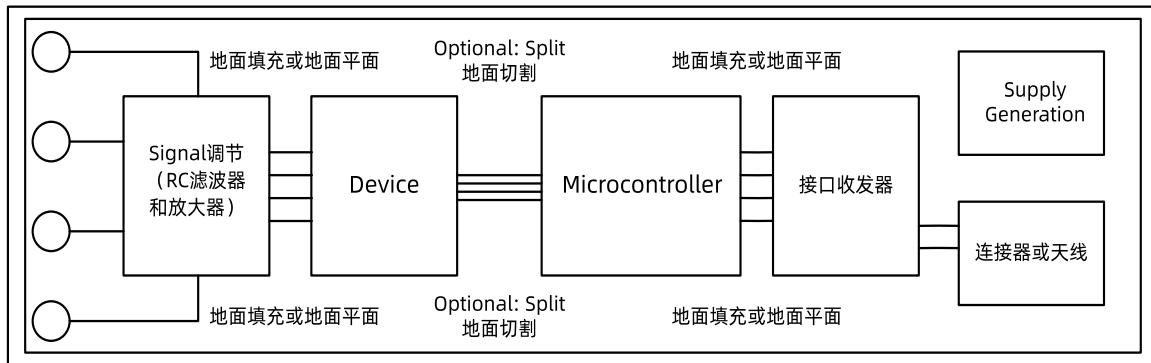 地面填充或地面平面
Optional: Split
地面切割
地面填充或地面平面
Supply
Generation
Signal调节
（RC滤波器
和放大器）
Device
Microcontroller
接口收发器
连接器或天线
地面填充或地面平面
Optional: Split
地面切割
地面填充或地面平面